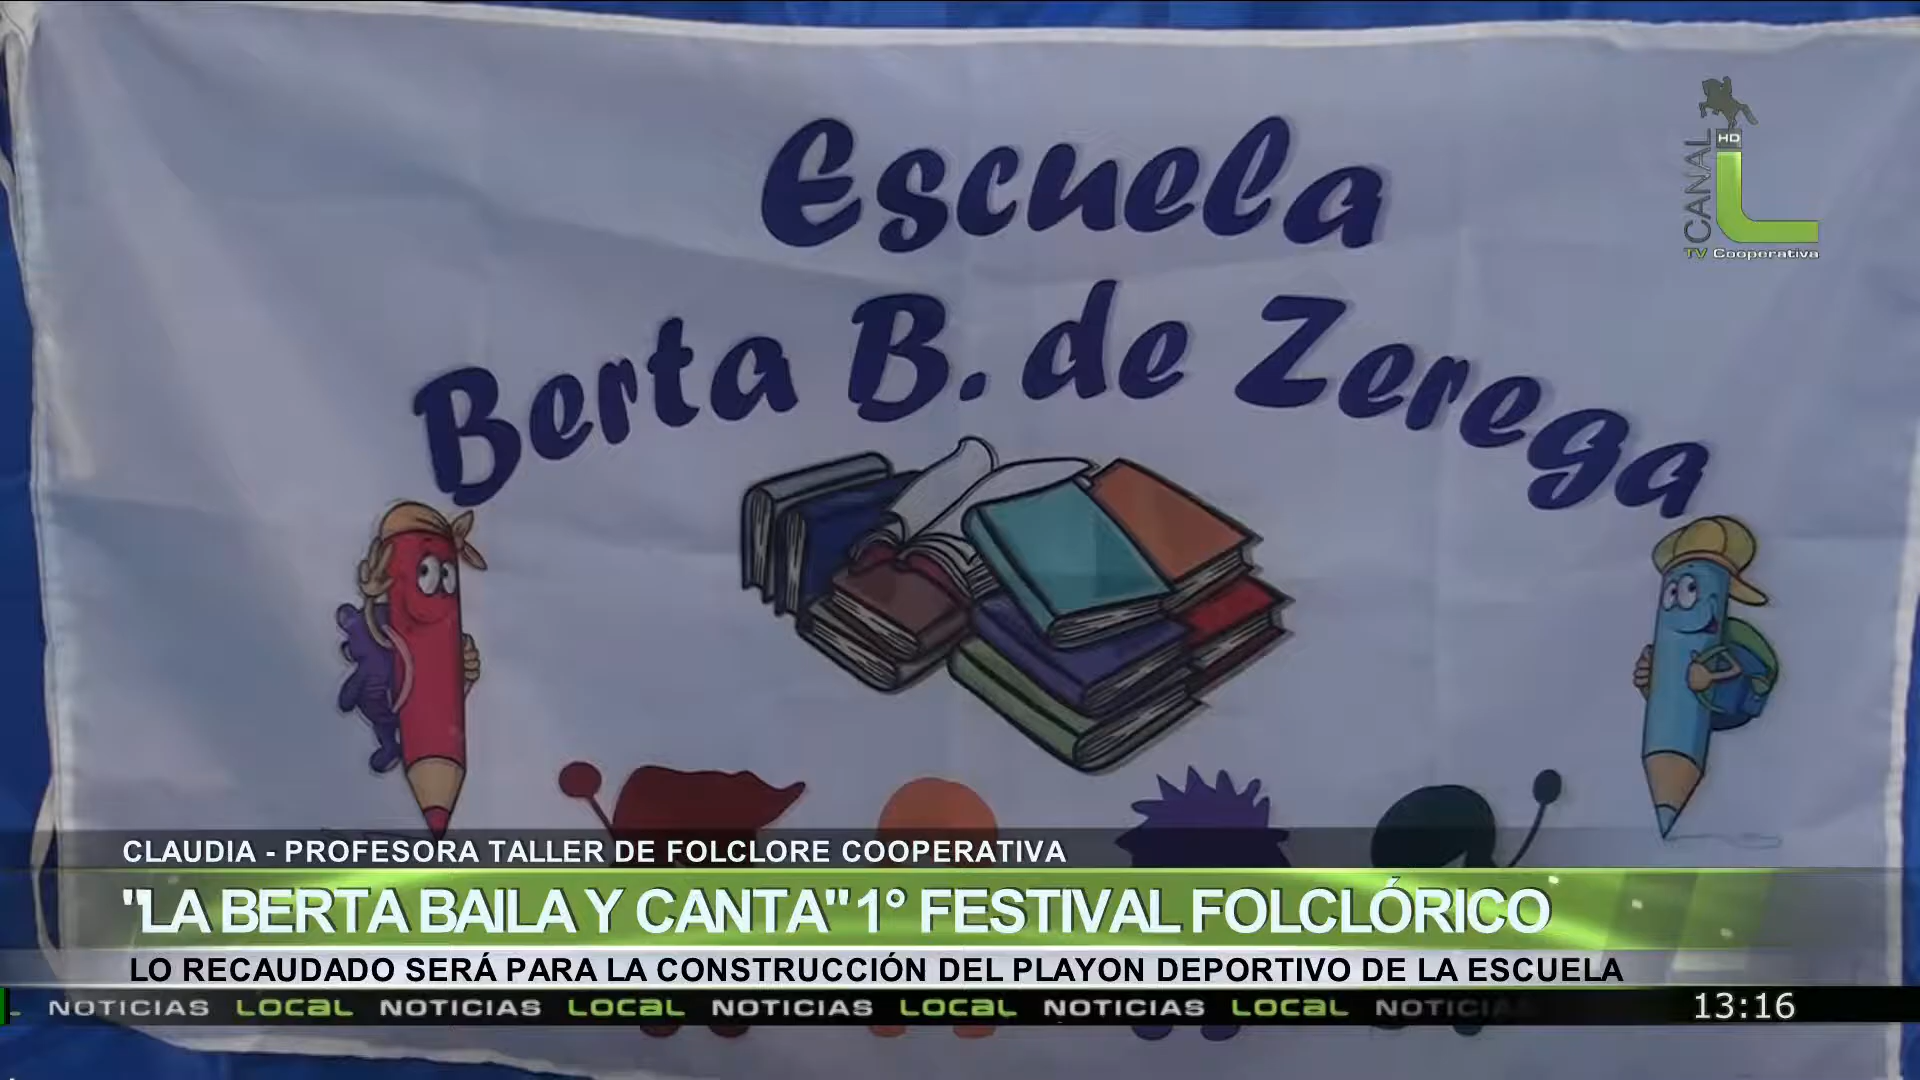 Escuela
Berta B. de Zerega
CANAL
HD
L
TV Cooperativa
CLAUDIA - PROFESORA TALLER DE FOLCLORE COOPERATIVA
"LA BERTA BAILA Y CANTA" 1° FESTIVAL FOLCLÓRICO
LO RECAUDADO SERÁ PARA LA CONSTRUCCIÓN DEL PLAYON DEPORTIVO DE LA ESCUELA
NOTICIAS LOCAL NOTICIAS LOCAL NOTICIAS LOCAL NOTICIAS LOCAL NOTICIAS
13:16